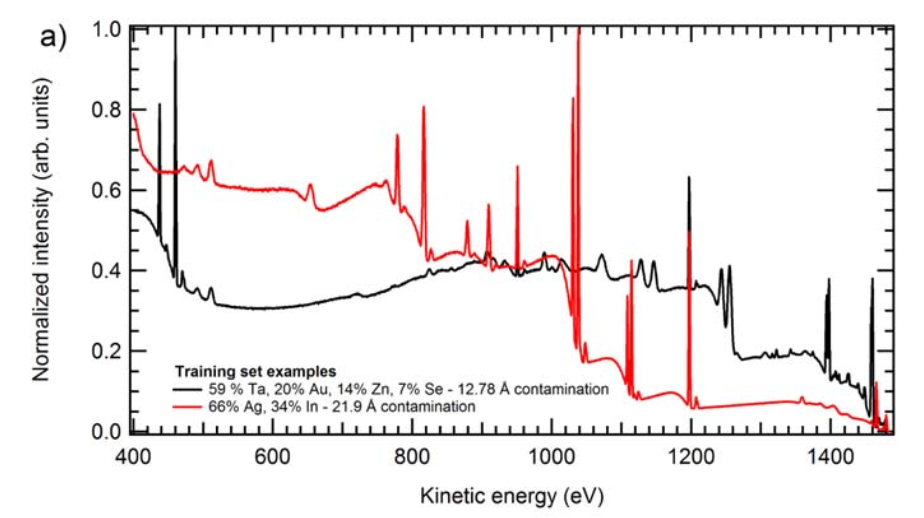 a)
1.0
0.8
0.6
0.4
0.2
0.0
Normalized intensity (arb. units)
Training set examples
59 % Ta, 20% Au, 14% Zn, 7% Se - 12.78 Å contamination
66% Ag, 34% In - 21.9 Å contamination
400 600 800 1000 1200 1400
Kinetic energy (eV)